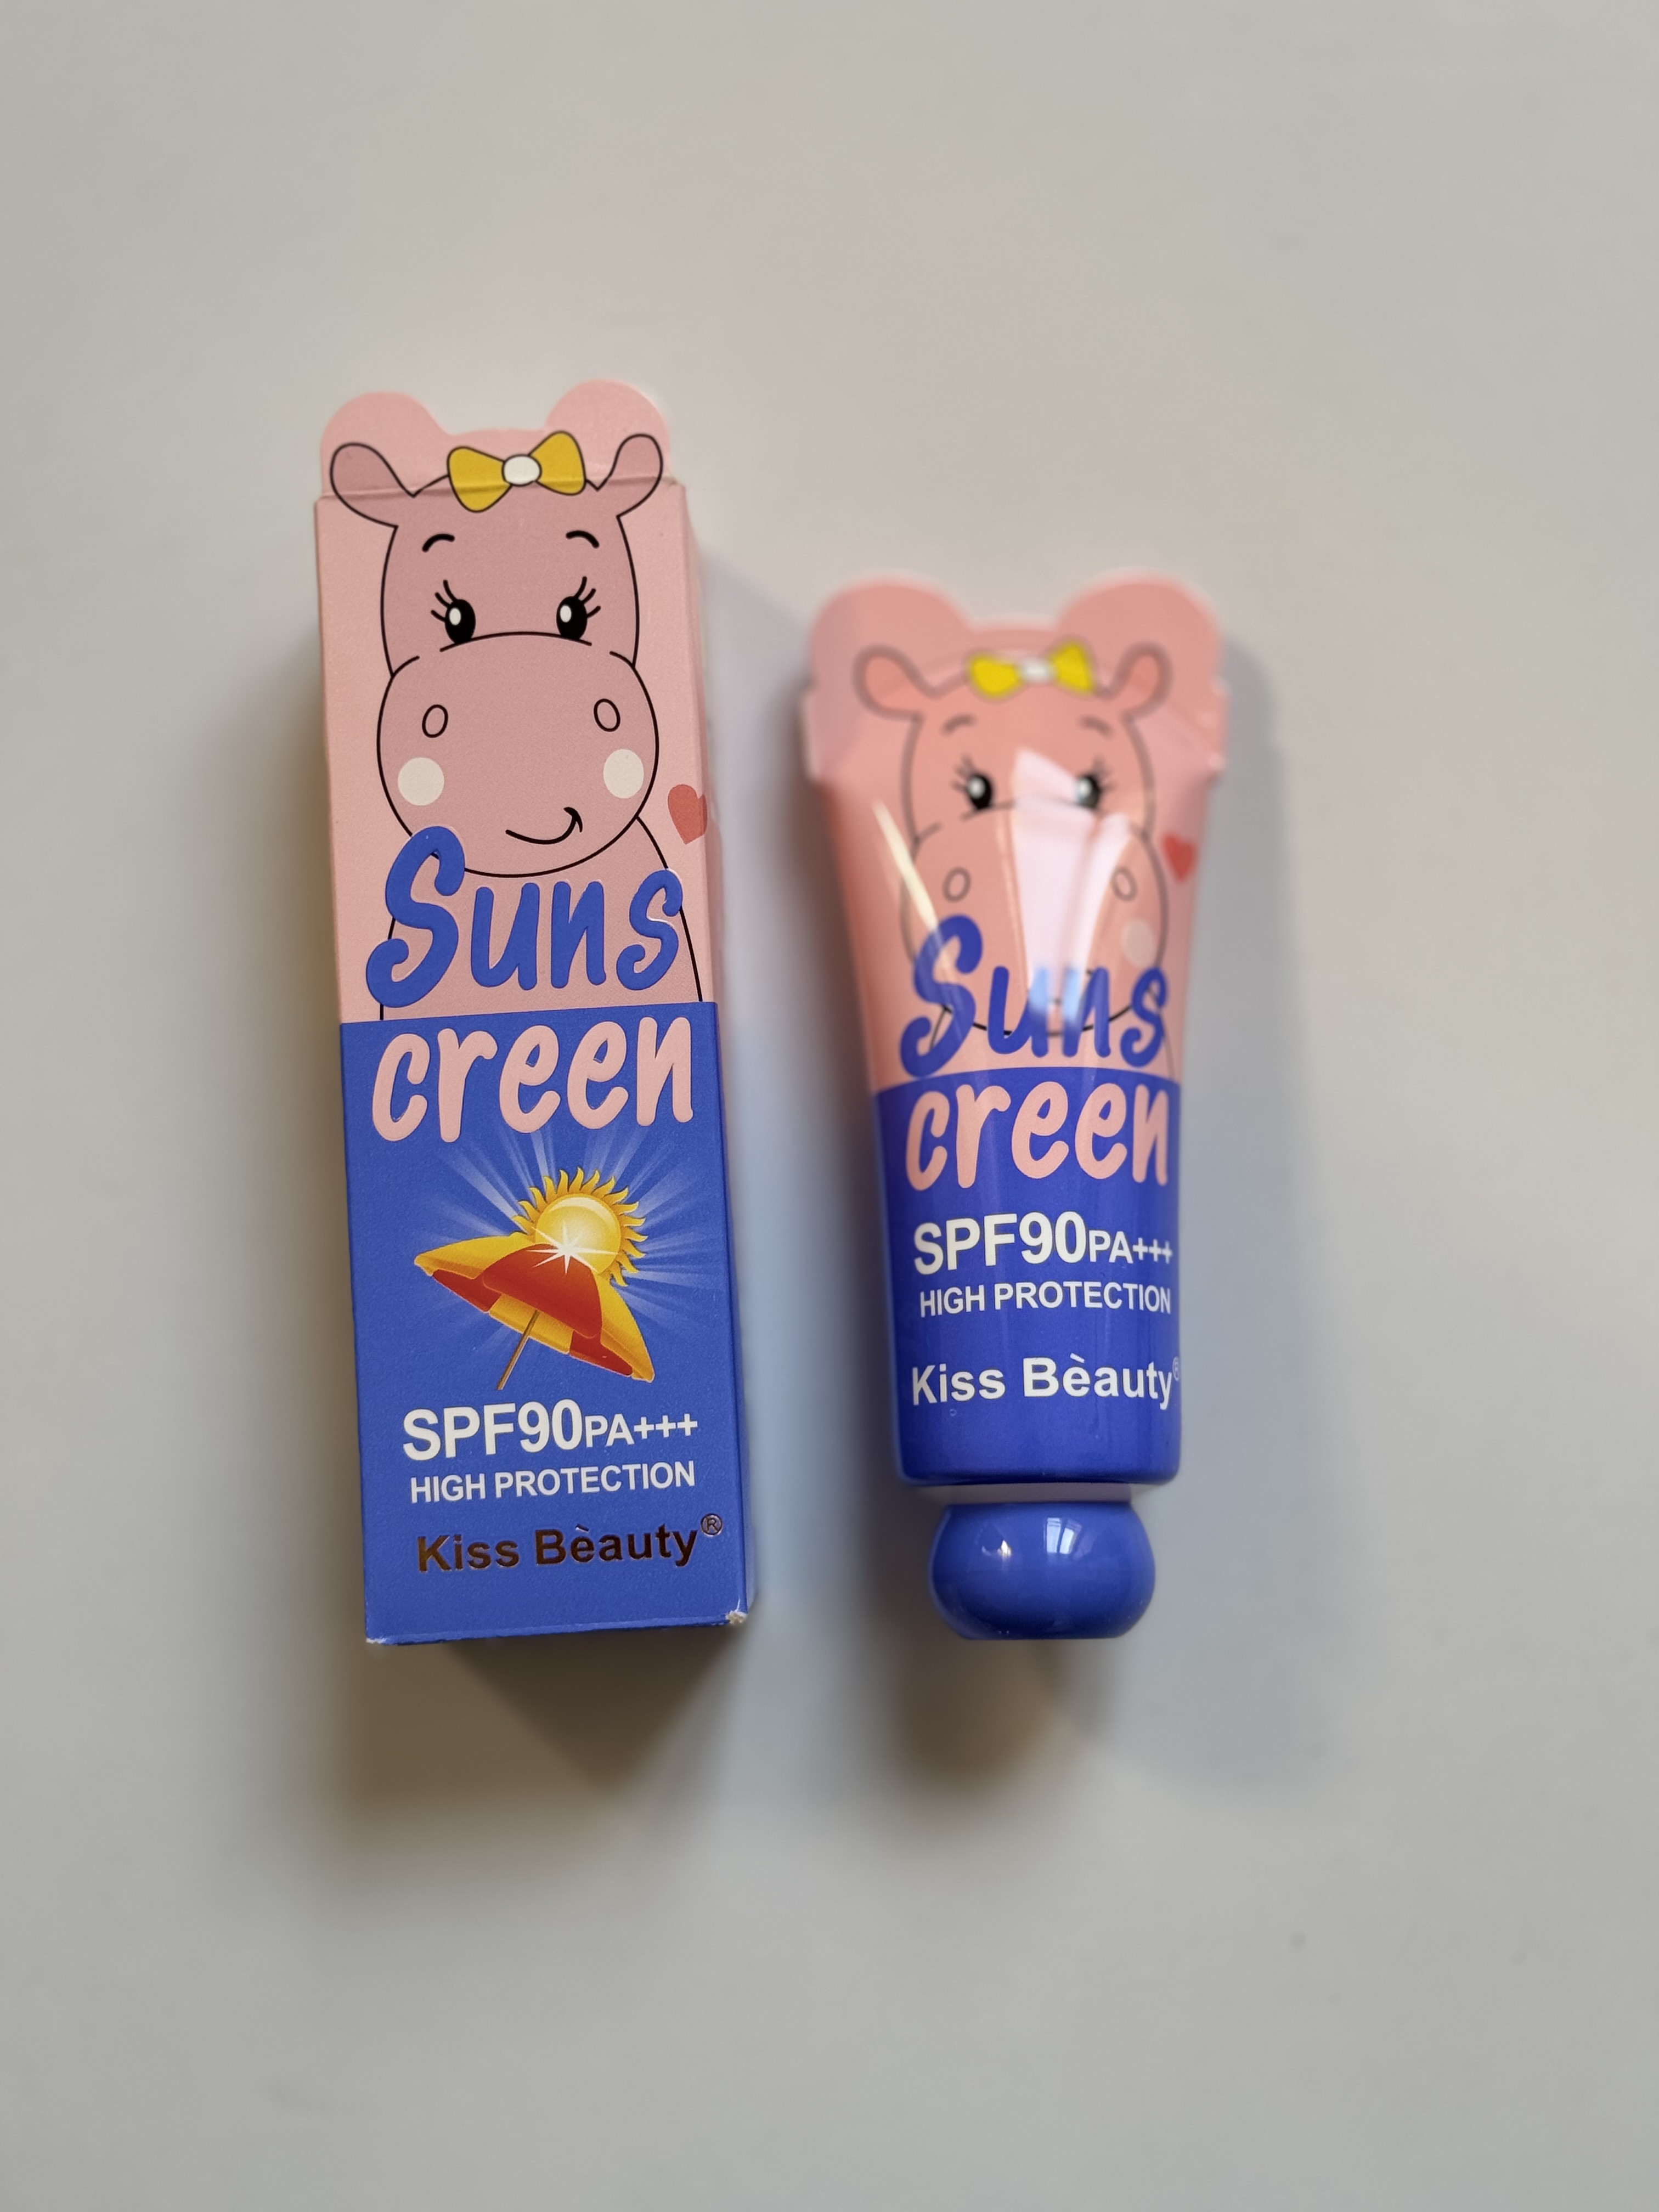 Suns
creen
SPF90PA+++
HIGH PROTECTION
Kiss Bèauty®
Suns
creen
SPF90PA+++
HIGH PROTECTION
Kiss Bèauty®